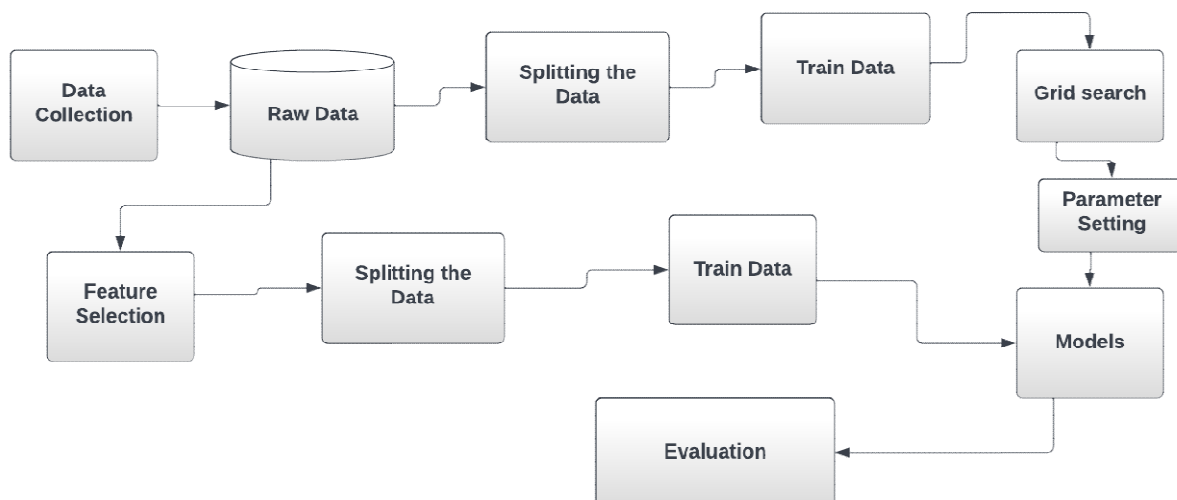 Data
Collection
Raw Data
Splitting the
Data
Train Data
Grid search
Parameter
Setting
Feature
Selection
Splitting the
Data
Train Data
Models
Evaluation